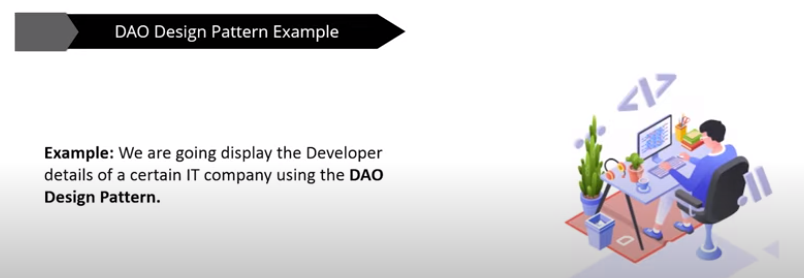 DAO Design Pattern Example
Example: We are going display the Developer
details of a certain IT company using the DAO
Design Pattern.